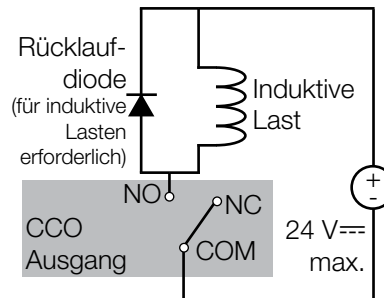 Rücklauf-
diode
(für induktive
Lasten
erforderlich)
Induktive
Last
NO
NC
CCO
Ausgang
COM
+
-
24 V⎓
max.